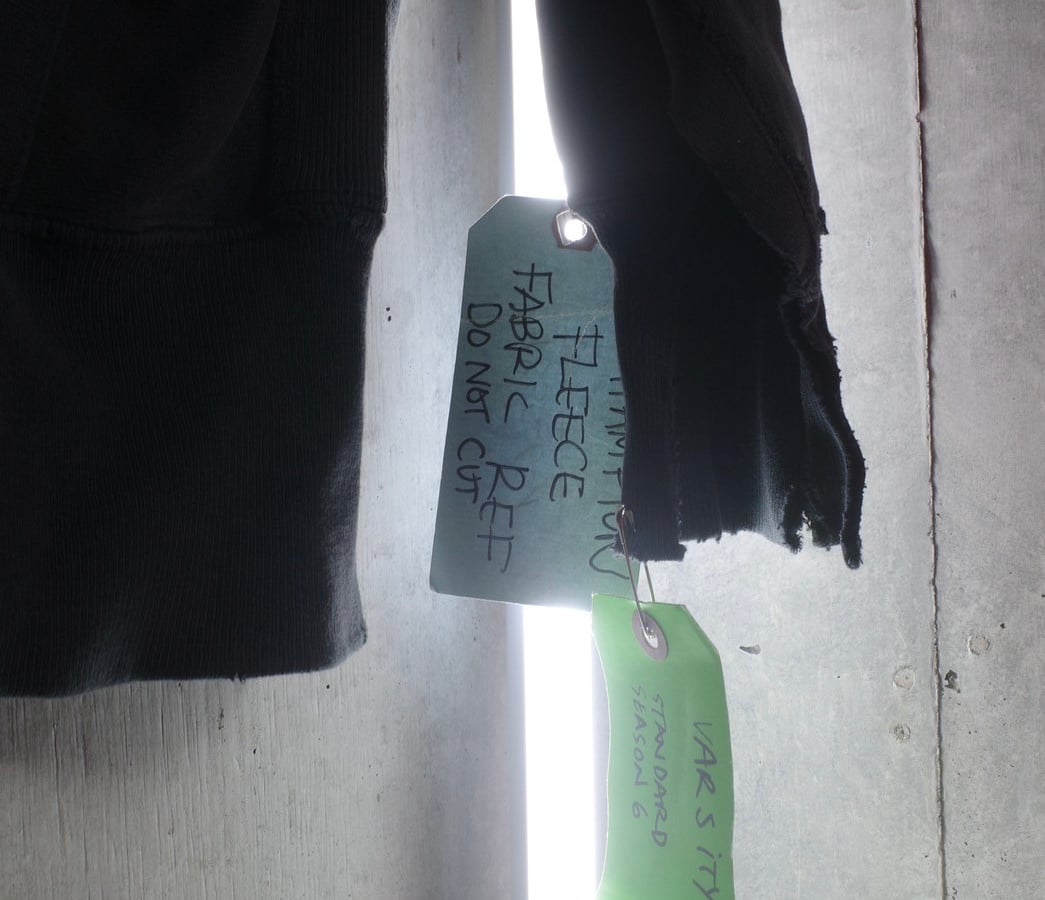 FLEECE
FABRIC REF
DO NOT CUT
VARSITY
STANDARD
SEASON 6